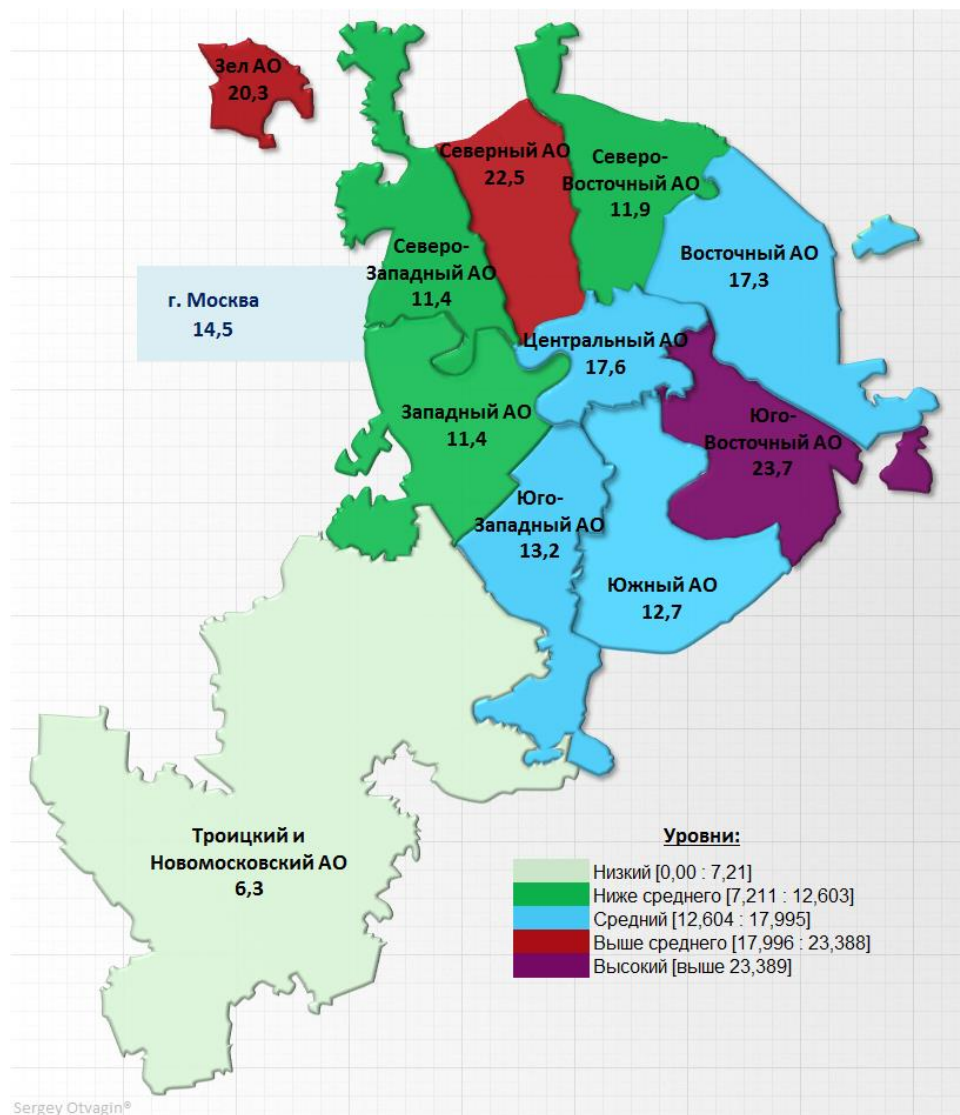 Зел АО
20,3
Северный АО
22,5
Северо-
Восточный АО
11,9
Восточный АО
17,3
Северо-
Западный АО
11,4
г. Москва
14,5
Центральный АО
17,6
Западный АО
11,4
Юго-
Восточный АО
23,7
Юго-
Западный АО
13,2
Южный АО
12,7
Троицкий и
Новомосковский АО
6,3
Уровни:
Низкий [0,00 : 7,21]
Ниже среднего [7,211 : 12,603]
Средний [12,604 : 17,995]
Выше среднего [17,996 : 23,388]
Высокий [выше 23,389]
Sergey Otvagin®